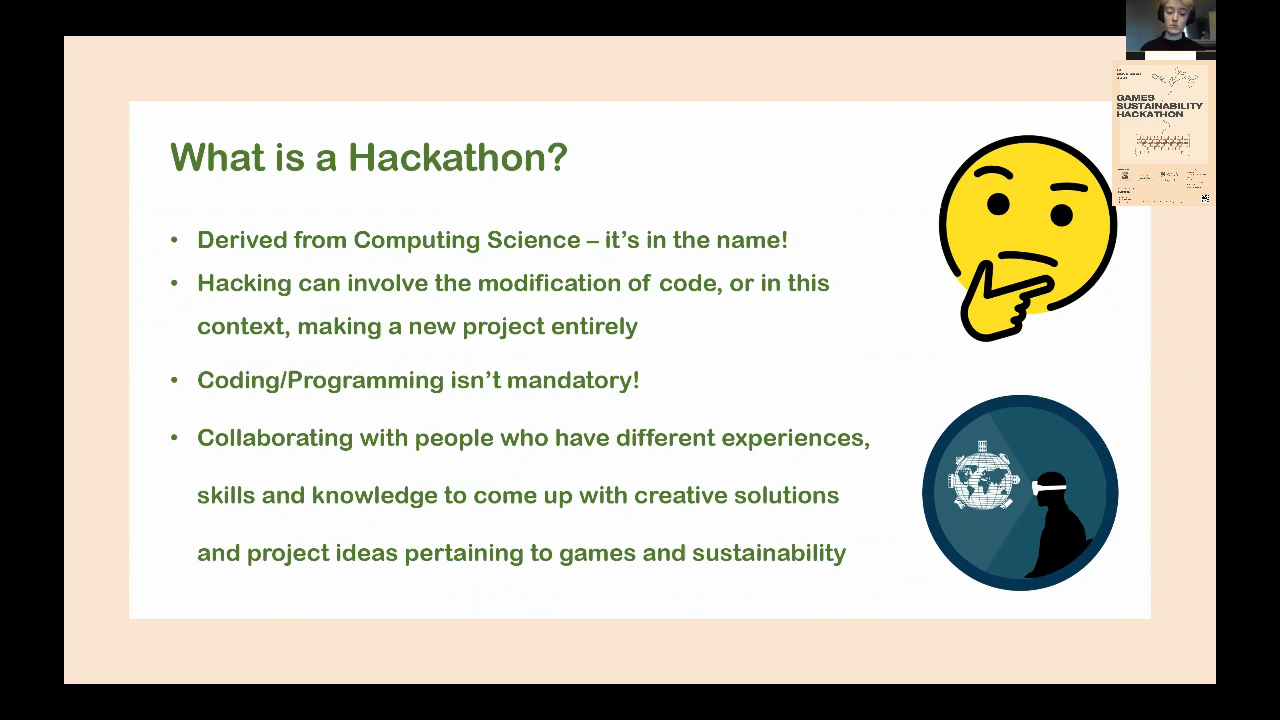 What is a Hackathon?
• Derived from Computing Science – it’s in the name!
• Hacking can involve the modification of code, or in this
context, making a new project entirely
• Coding/Programming isn’t mandatory!
• Collaborating with people who have different experiences,
skills and knowledge to come up with creative solutions
and project ideas pertaining to games and sustainability
GAMES
SUSTAINABILITY
HACKATHON